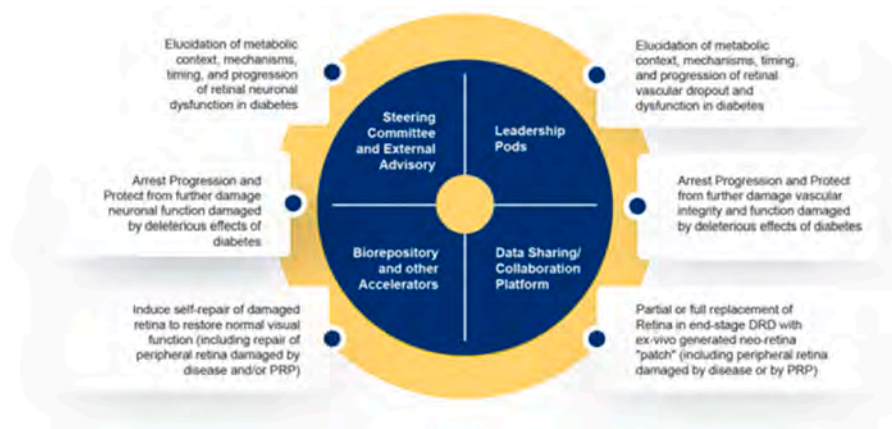 Elucidation of metabolic
context, mechanisms,
timing, and progression
of retinal neuronal
dysfunction in diabetes
Elucidation of metabolic
context, mechanisms, timing,
and progression of retinal
vascular dropout and
dysfunction in diabetes
Steering
Committee
and External
Advisory
Leadership
Pods
Arrest Progression and
Protect from further damage
neuronal function damaged
by deleterious effects of
diabetes
Arrest Progression and Protect
from further damage vascular
integrity and function damaged
by deleterious effects of diabetes
Biorepository
and other
Accelerators
Data Sharing/
Collaboration
Platform
Induce self-repair of damaged
retina to restore normal visual
function (including repair of
peripheral retina damaged by
disease and/or PRP)
Partial or full replacement of
Retina in end-stage DRD with
ex-vivo generated neo-retina
"patch" (including peripheral retina
damaged by disease or by PRP)